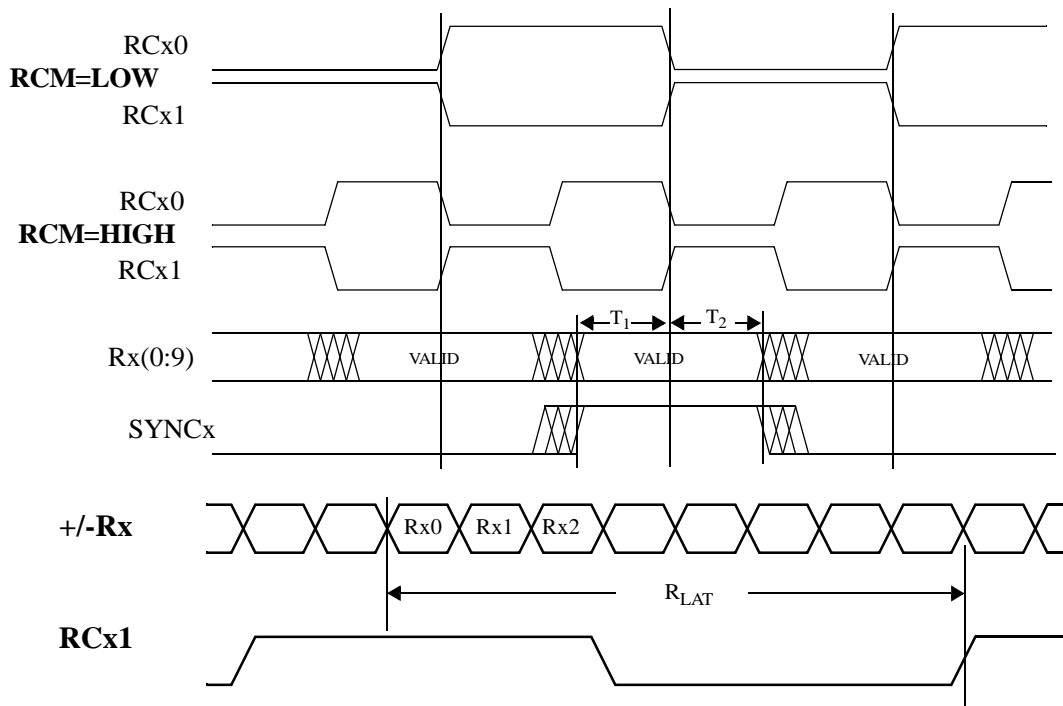 RCx0
RCM=LOW
RCx1
RCx0
RCM=HIGH
RCx1
T1 T2
Rx(0:9) VALID VALID VALID
SYNCx
+/-Rx Rx0 Rx1 Rx2
RLAT
RCx1